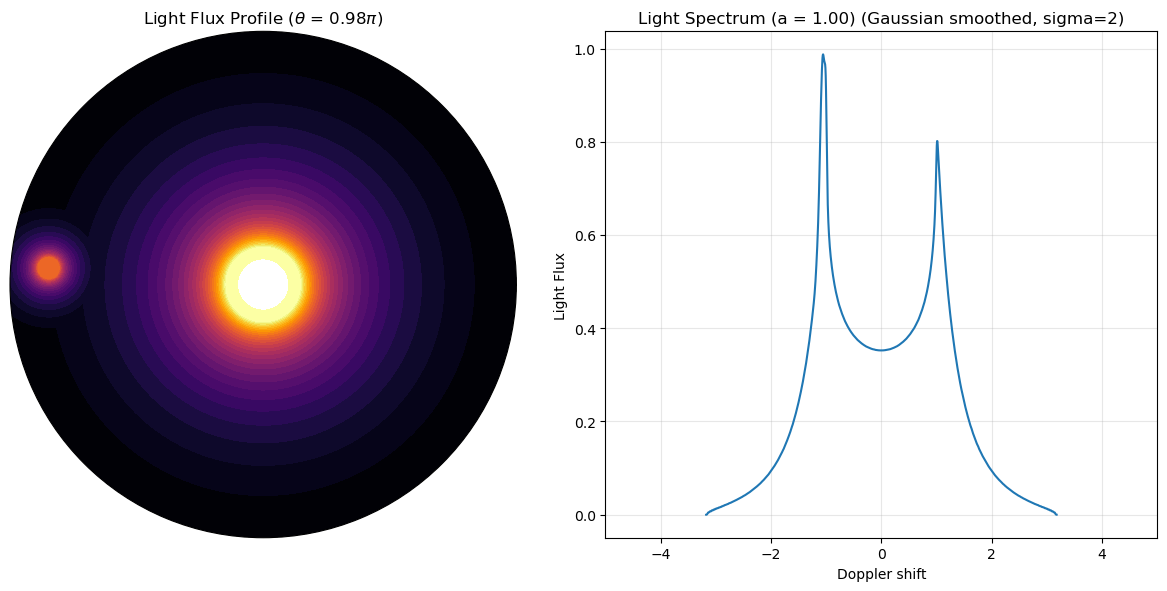 Light Flux Profile (θ = 0.98π)
Light Spectrum (a = 1.00) (Gaussian smoothed, sigma=2)
1.0
0.8
0.6
0.4
0.2
0.0
Light Flux
−4
−2
0
2
4
Doppler shift